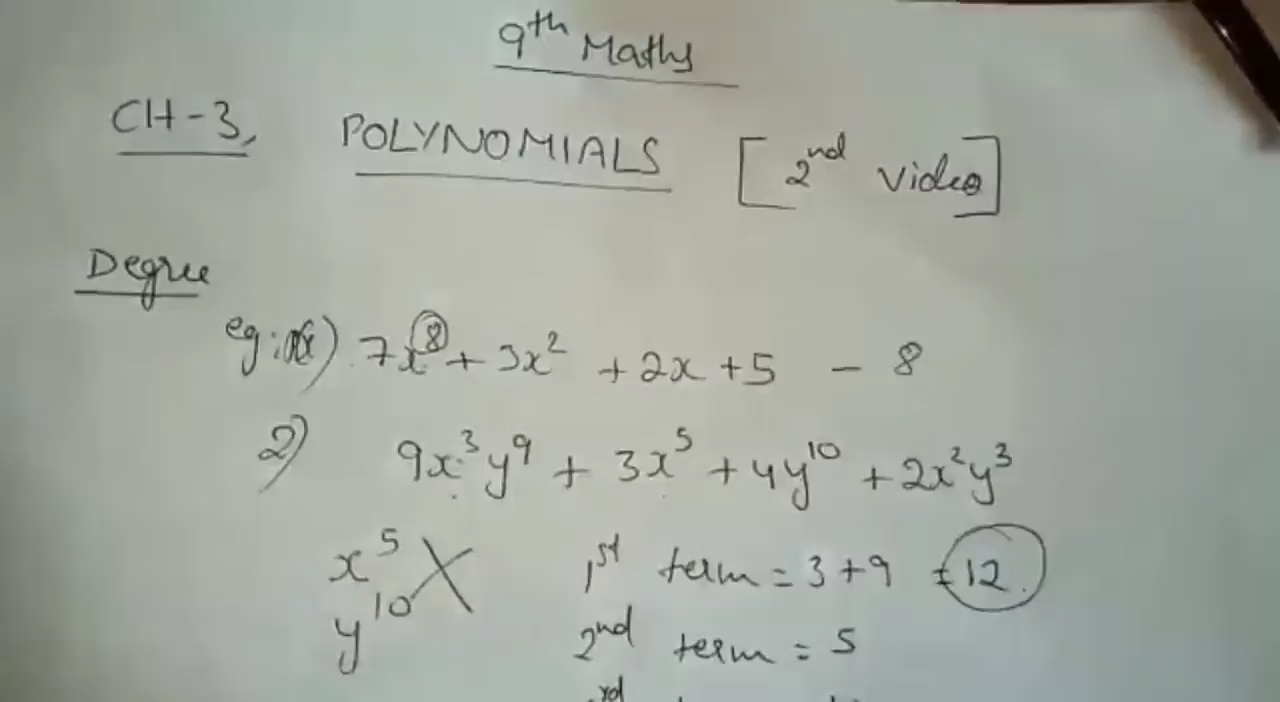 9th Maths
CH-3, POLYNOMIALS [2nd Video]
Degree
eg: ) 7x⁸ + 3x² + 2x + 5 - 8
2) 9x³y⁹ + 3x⁵ + 4y¹⁰ + 2x²y³
x⁵ 1st term = 3 + 9 = 12
y¹⁰ 2nd term = 5
rd